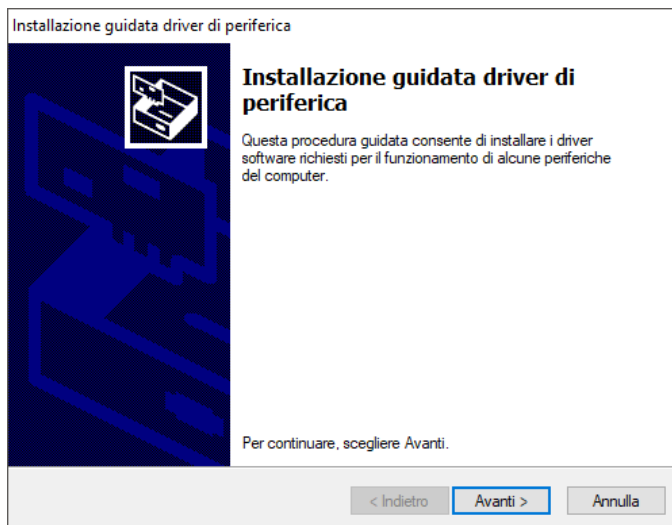 Installazione guidata driver di periferica
Installazione guidata driver di
periferica
Questa procedura guidata consente di installare i driver
software richiesti per il funzionamento di alcune periferiche
del computer.
Per continuare, scegliere Avanti.
< Indietro
Avanti >
Annulla